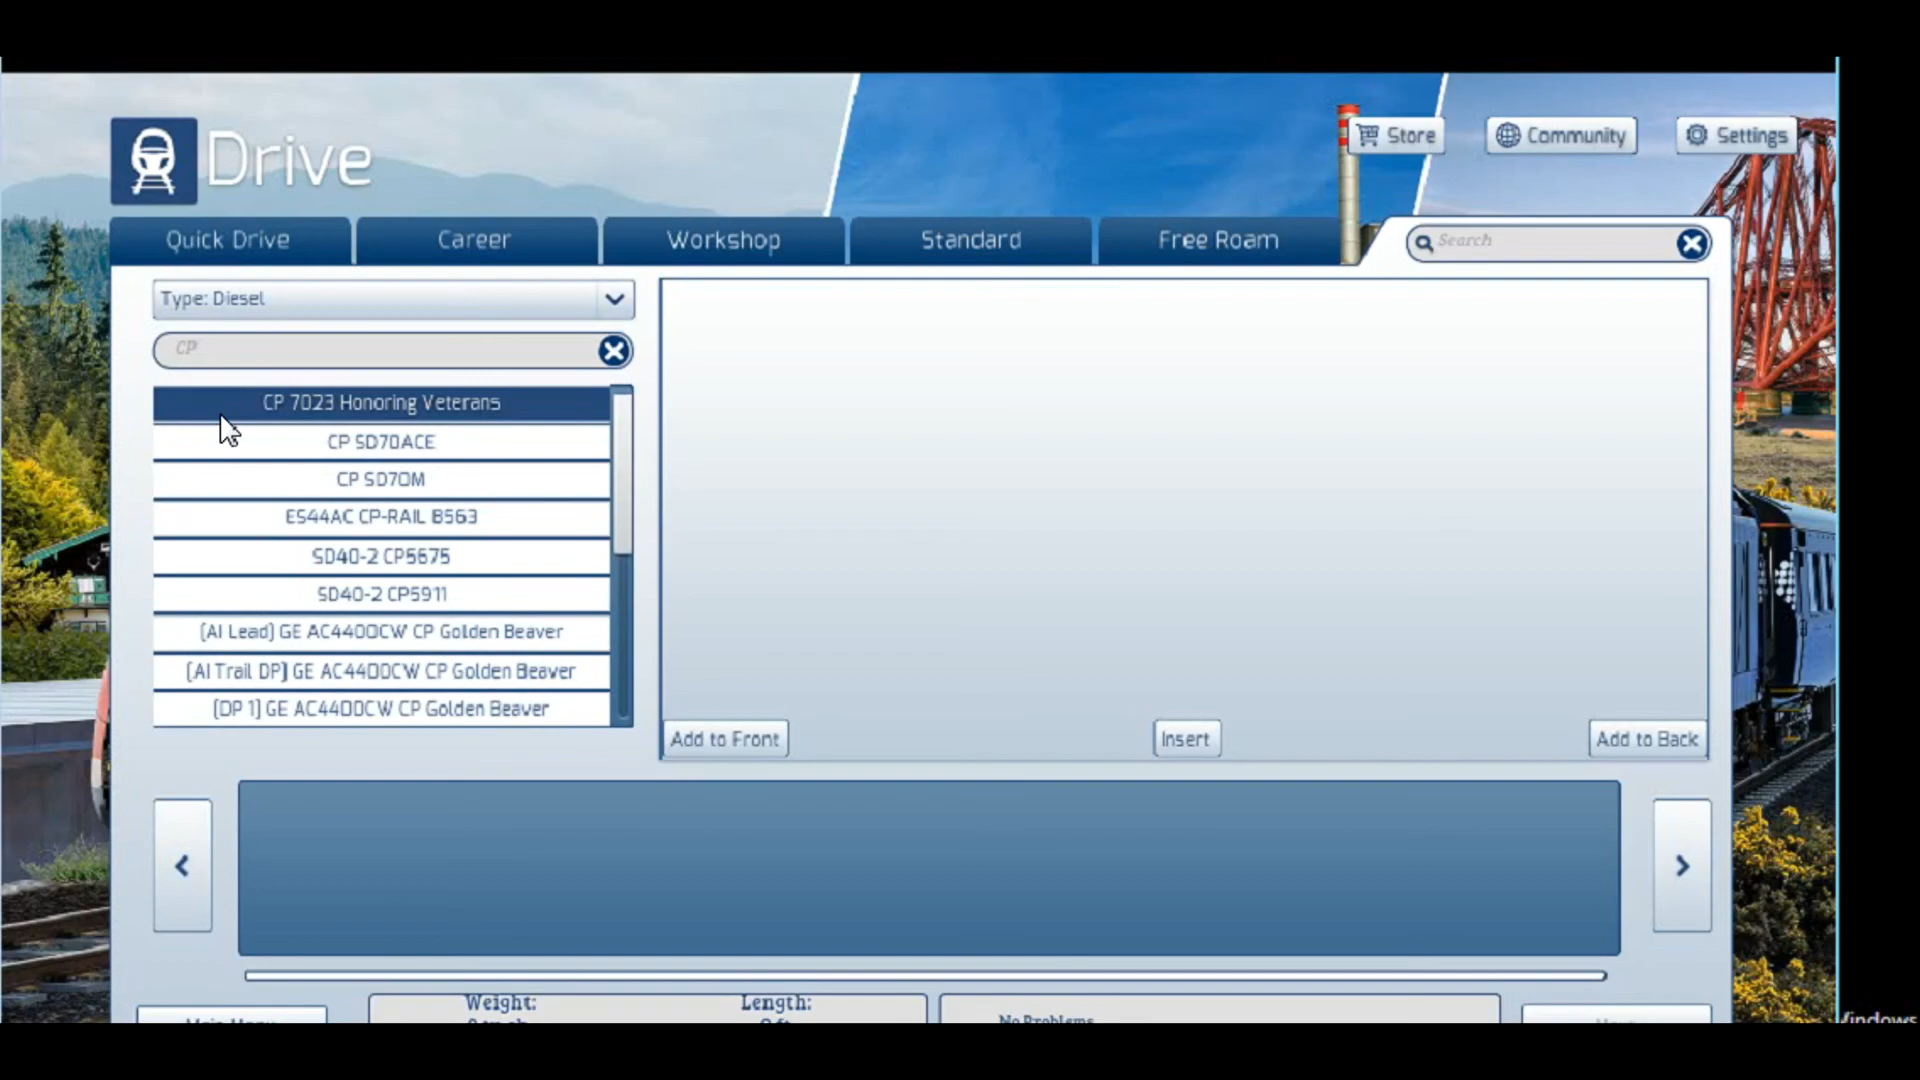 Drive
Store
Community
Settings
Quick Drive
Career
Workshop
Standard
Free Roam
Search
Type: Diesel
CP
CP 7023 Honoring Veterans
CP SD70ACE
CP SD70M
ES44AC CP-RAIL 8563
SD40-2 CP5675
SD40-2 CP5911
[AI Lead] GE AC4400CW CP Golden Beaver
[AI Trail DP] GE AC4400CW CP Golden Beaver
[DP 1] GE AC4400CW CP Golden Beaver
Add to Front
Insert
Add to Back
Weight:
Length:
No Problems
Main Menu